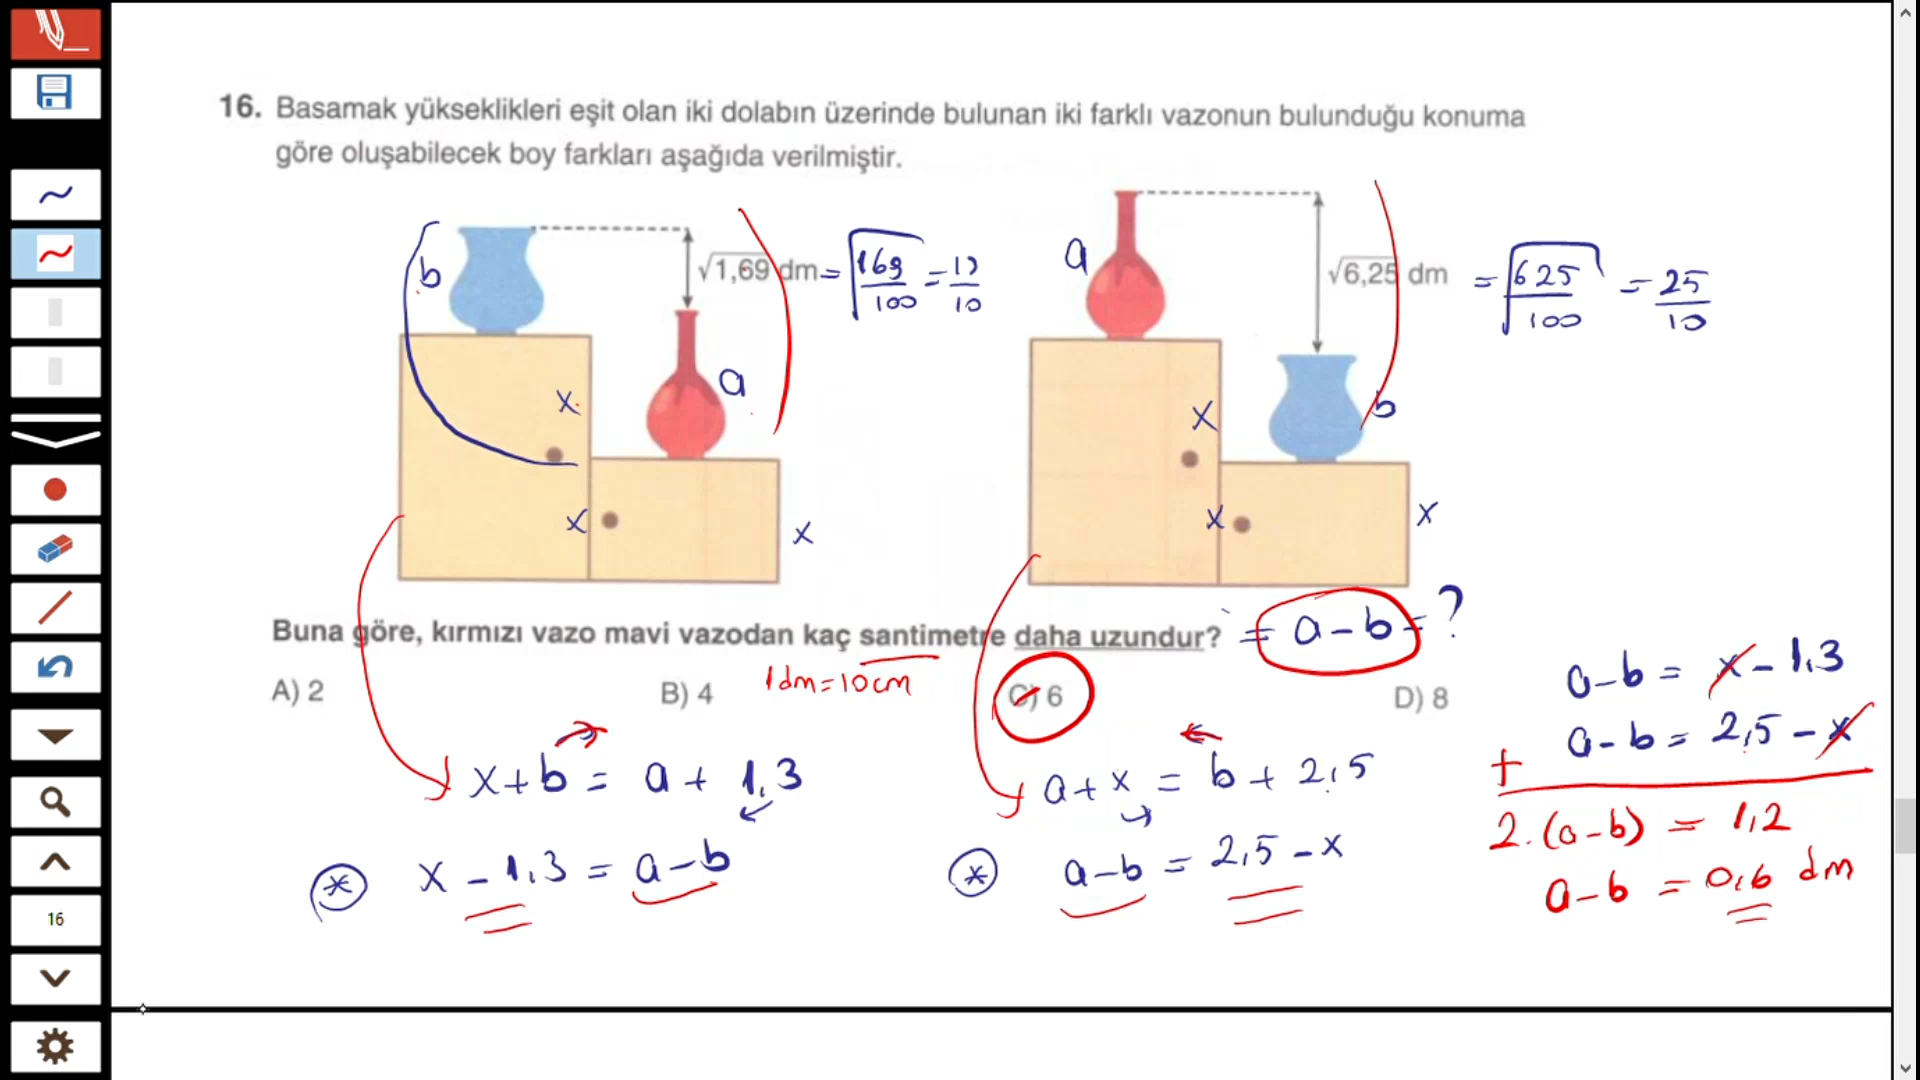 16. Basamak yükseklikleri eşit olan iki dolabın üzerinde bulunan iki farklı vazonun bulunduğu konuma
göre oluşabilecek boy farkları aşağıda verilmiştir.
b
√1,69 dm = √169/100 = 13/10
a
x
x
x
a
√6,25 dm = √625/100 = 25/10
b
x
x
x
Buna göre, kırmızı vazo mavi vazodan kaç santimetre daha uzundur? = a-b = ?
1dm=10cm
A) 2
B) 4
C) 6
D) 8
x+b = a + 1,3
x - 1,3 = a-b
a+x = b + 2,5
a-b = 2,5 - x
a-b = x - 1,3
a-b = 2,5 - x
+
2.(a-b) = 1,2
a-b = 0,6 dm
16